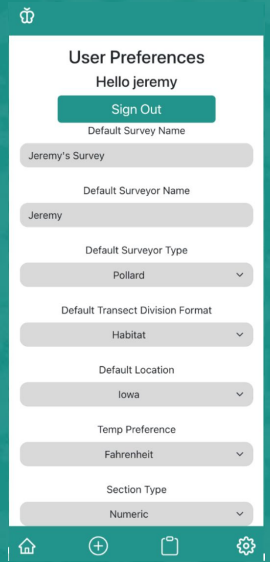 User Preferences
Hello jeremy
Sign Out
Default Survey Name
Jeremy's Survey
Default Surveyor Name
Jeremy
Default Surveyor Type
Pollard
Default Transect Division Format
Habitat
Default Location
Iowa
Temp Preference
Fahrenheit
Section Type
Numeric